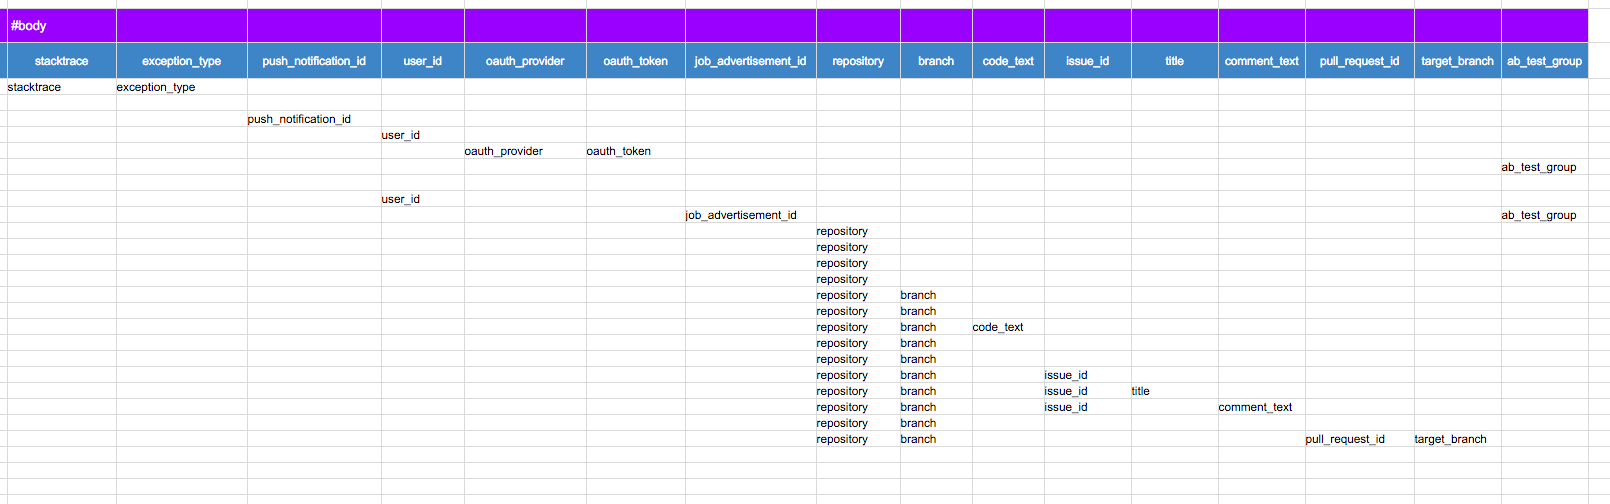 #body
stacktrace exception_type push_notification_id user_id oauth_provider oauth_token job_advertisement_id repository branch code_text issue_id title comment_text pull_request_id target_branch ab_test_group
stacktrace exception_type
push_notification_id
user_id
oauth_provider oauth_token
ab_test_group
user_id
job_advertisement_id ab_test_group
repository
repository
repository
repository
repository branch
repository branch
repository branch code_text
repository branch
repository branch
repository branch issue_id
repository branch issue_id title
repository branch issue_id comment_text
repository branch
repository branch pull_request_id target_branch